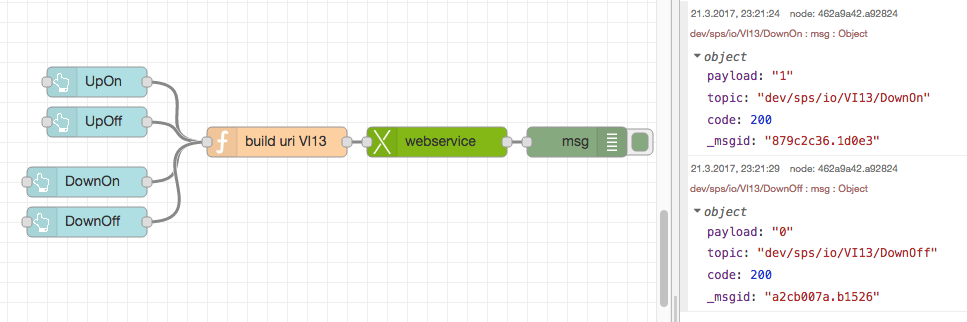 UpOn
UpOff
build uri VI13
webservice
msg
DownOn
DownOff
21.3.2017, 23:21:24 node: 462a9a42.a92824
dev/sps/io/VI13/DownOn : msg : Object
object
payload: "1"
topic: "dev/sps/io/VI13/DownOn"
code: 200
_msgid: "879c2c36.1d0e3"
21.3.2017, 23:21:29 node: 462a9a42.a92824
dev/sps/io/VI13/DownOff : msg : Object
object
payload: "0"
topic: "dev/sps/io/VI13/DownOff"
code: 200
_msgid: "a2cb007a.b1526"